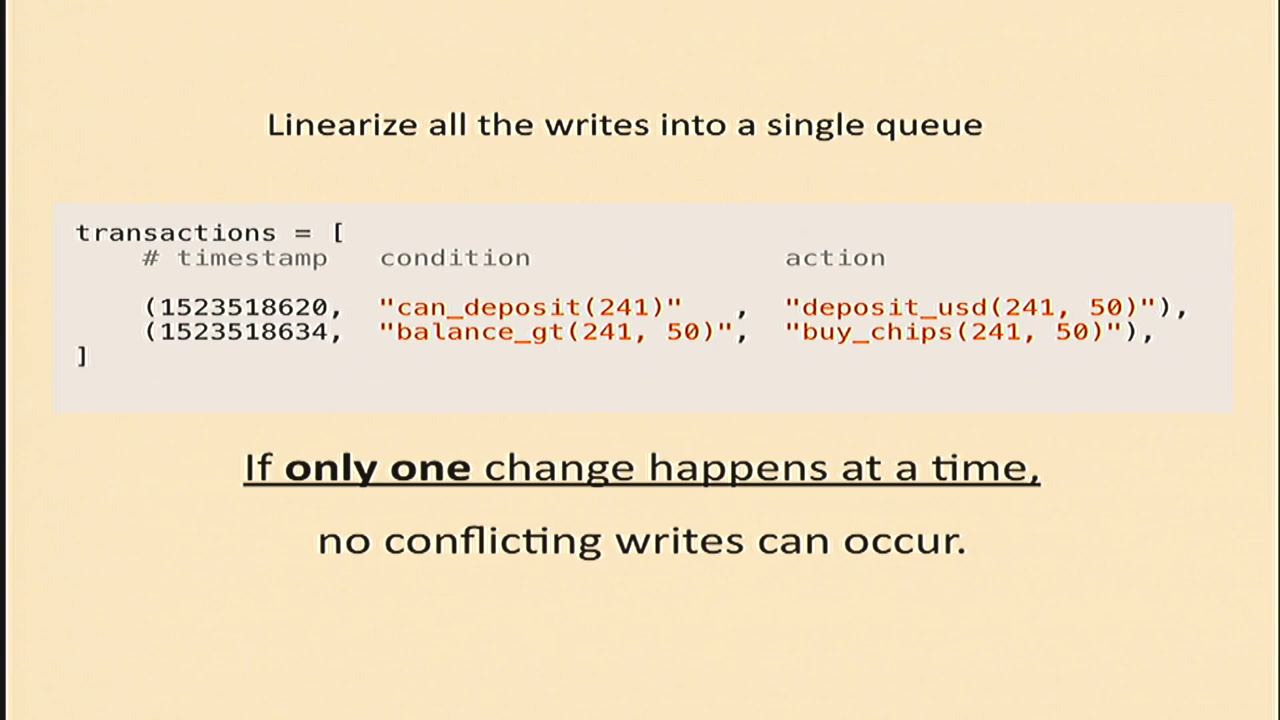 Linearize all the writes into a single queue
transactions = [
# timestamp condition action
(1523518620, "can_deposit(241)" , "deposit_usd(241, 50)"),
(1523518634, "balance_gt(241, 50)", "buy_chips(241, 50)"),
]
If only one change happens at a time,
no conflicting writes can occur.